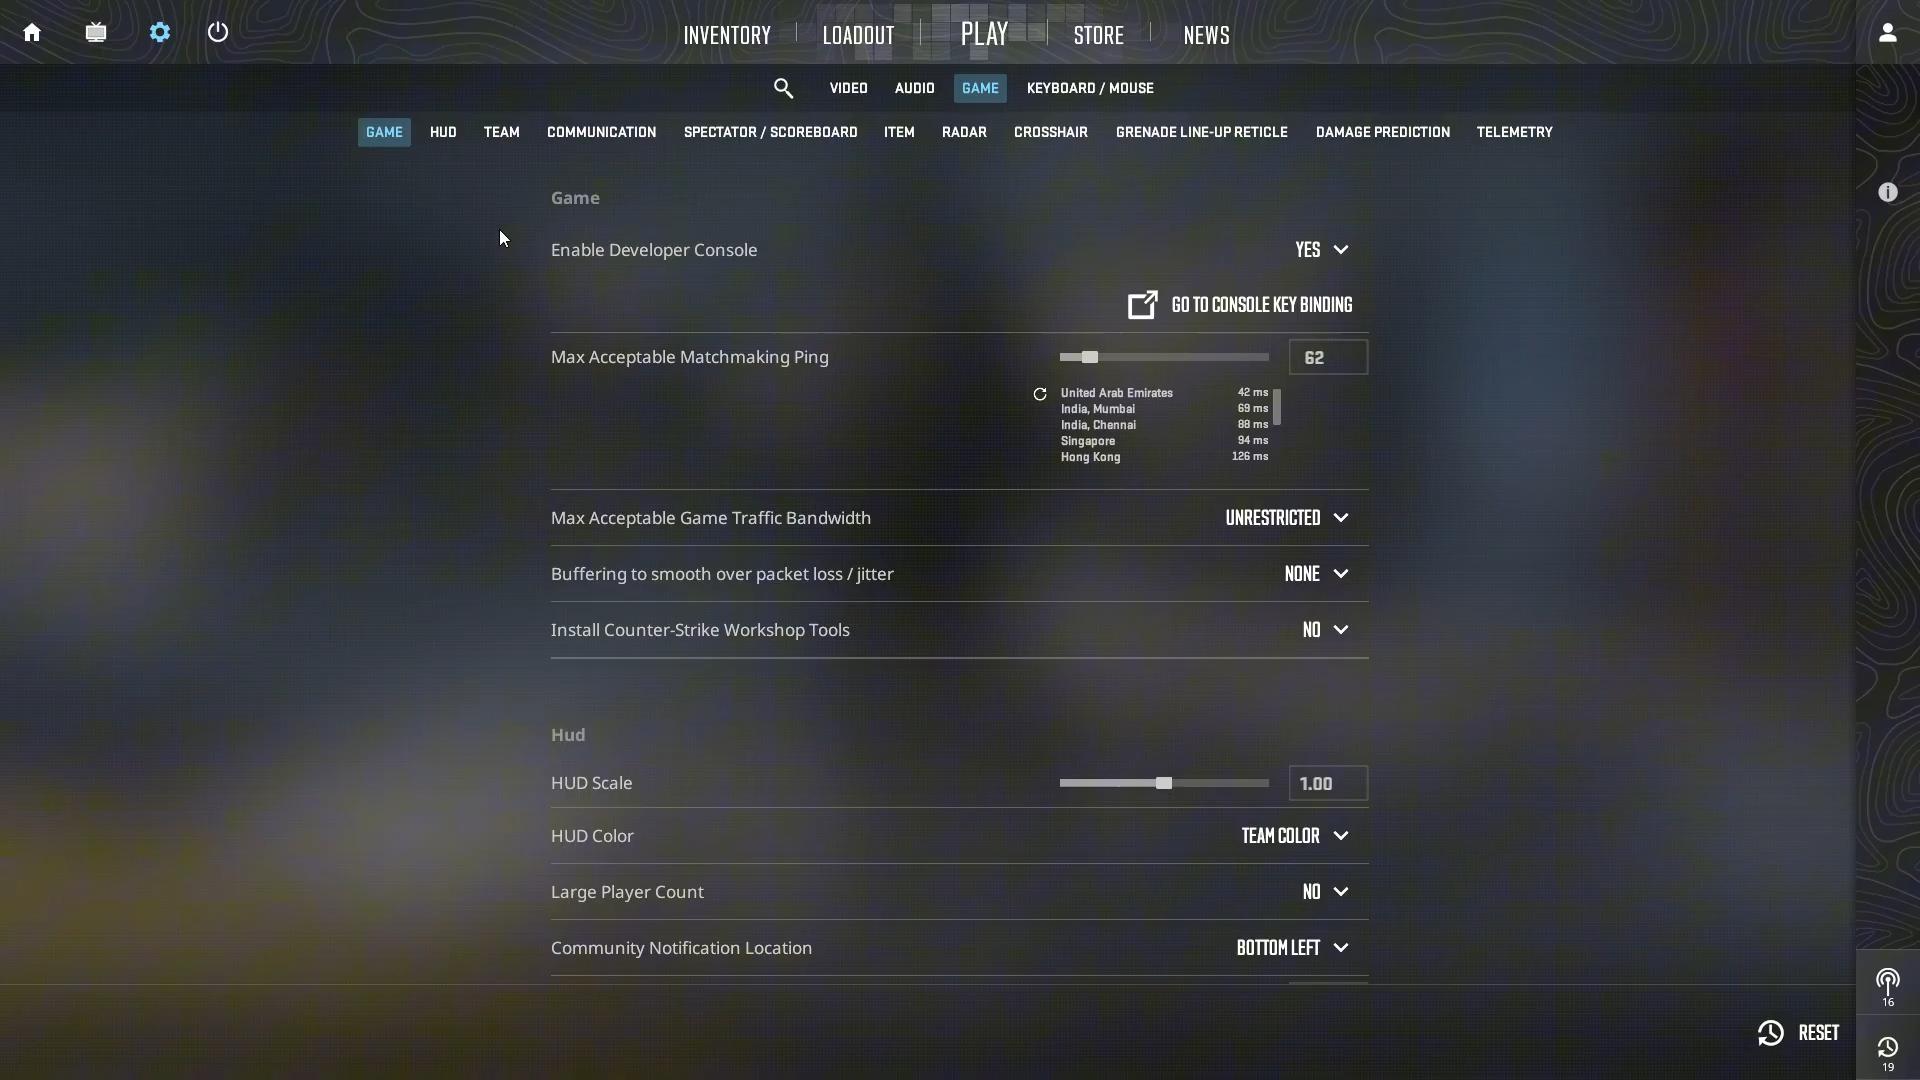 INVENTORY
LOADOUT
PLAY
STORE
NEWS
VIDEO
AUDIO
GAME
KEYBOARD / MOUSE
GAME
HUD
TEAM
COMMUNICATION
SPECTATOR / SCOREBOARD
ITEM
RADAR
CROSSHAIR
GRENADE LINE-UP RETICLE
DAMAGE PREDICTION
TELEMETRY
Game
Enable Developer Console YES
GO TO CONSOLE KEY BINDING
Max Acceptable Matchmaking Ping 62
United Arab Emirates 42 ms
India, Mumbai 69 ms
India, Chennai 88 ms
Singapore 94 ms
Hong Kong 126 ms
Max Acceptable Game Traffic Bandwidth UNRESTRICTED
Buffering to smooth over packet loss / jitter NONE
Install Counter-Strike Workshop Tools NO
Hud
HUD Scale 1.00
HUD Color TEAM COLOR
Large Player Count NO
Community Notification Location BOTTOM LEFT
16
RESET
19